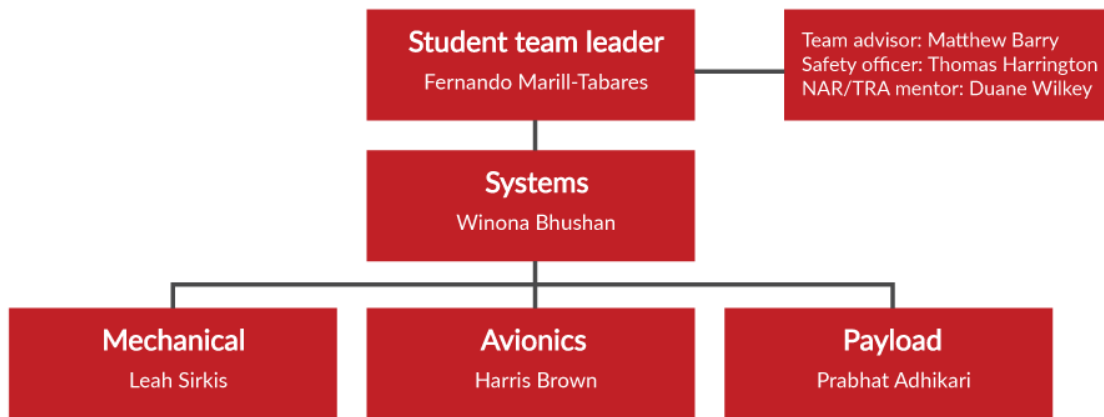 Student team leader
Fernando Marill-Tabares
Team advisor: Matthew Barry
Safety officer: Thomas Harrington
NAR/TRA mentor: Duane Wilkey
Systems
Winona Bhushan
Mechanical
Leah Sirkis
Avionics
Harris Brown
Payload
Prabhat Adhikari